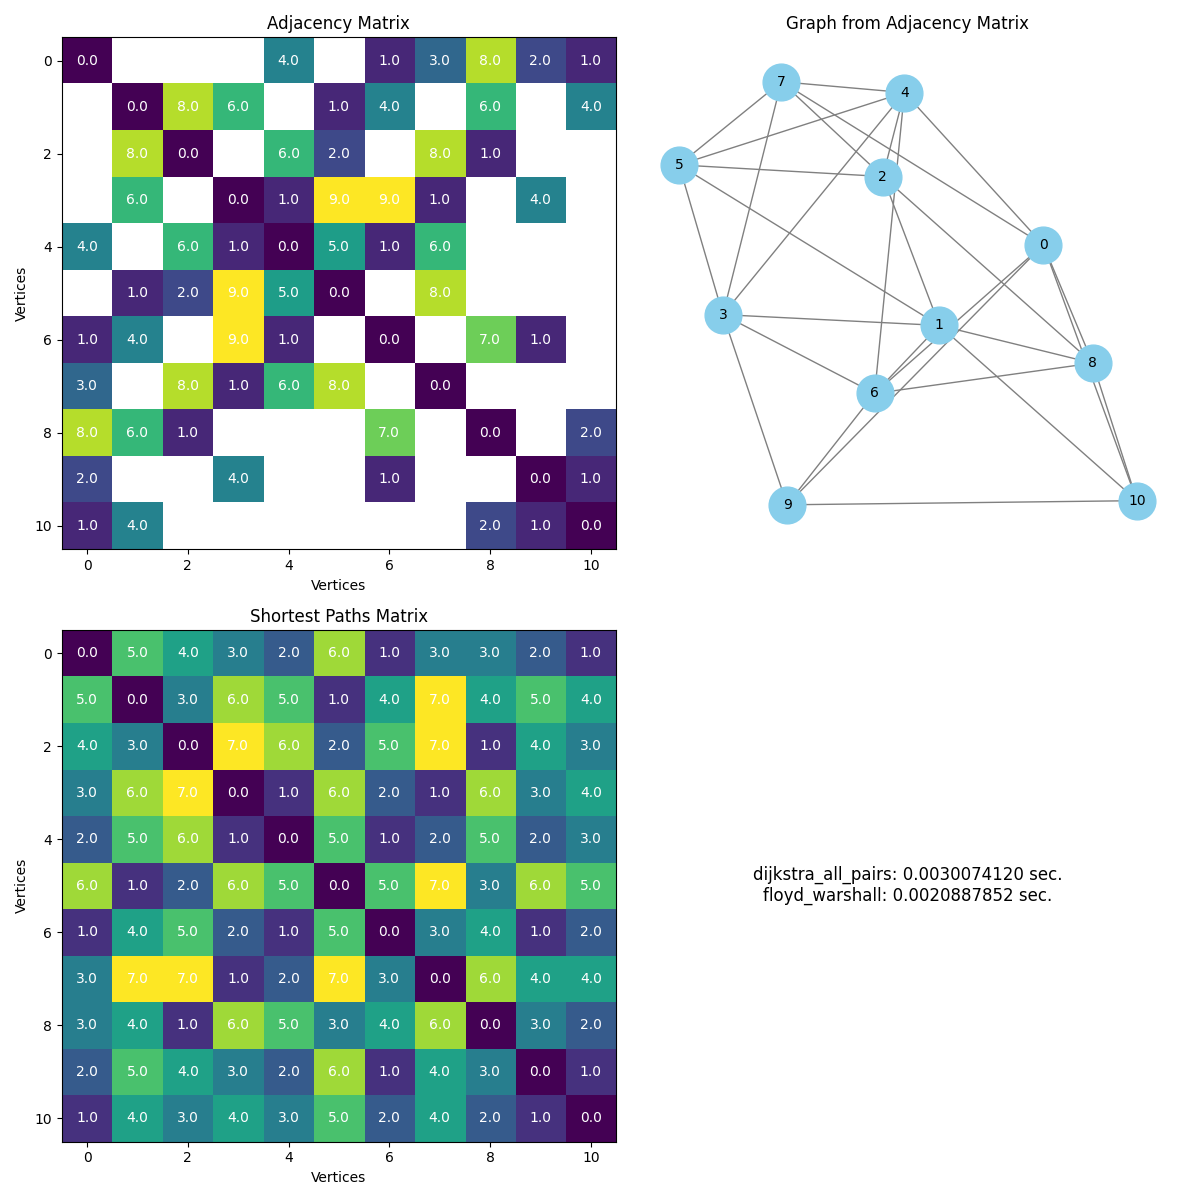 Adjacency Matrix
0 0.0 4.0 1.0 3.0 8.0 2.0 1.0
0.0 8.0 6.0 1.0 4.0 6.0 4.0
2 8.0 0.0 6.0 2.0 8.0 1.0
6.0 0.0 1.0 9.0 9.0 1.0 4.0
4 4.0 6.0 1.0 0.0 5.0 1.0 6.0
1.0 2.0 9.0 5.0 0.0 8.0
6 1.0 4.0 9.0 1.0 0.0 7.0 1.0
3.0 8.0 1.0 6.0 8.0 0.0
8 8.0 6.0 1.0 7.0 0.0 2.0
2.0 4.0 1.0 0.0 1.0
10 1.0 4.0 2.0 1.0 0.0
0 2 4 6 8 10
Vertices
Vertices
Graph from Adjacency Matrix
7
4
5
2
0
3
1
8
6
9
10
Shortest Paths Matrix
0 0.0 5.0 4.0 3.0 2.0 6.0 1.0 3.0 3.0 2.0 1.0
5.0 0.0 3.0 6.0 5.0 1.0 4.0 7.0 4.0 5.0 4.0
2 4.0 3.0 0.0 7.0 6.0 2.0 5.0 7.0 1.0 4.0 3.0
3.0 6.0 7.0 0.0 1.0 6.0 2.0 1.0 6.0 3.0 4.0
4 2.0 5.0 6.0 1.0 0.0 5.0 1.0 2.0 5.0 2.0 3.0
6.0 1.0 2.0 6.0 5.0 0.0 5.0 7.0 3.0 6.0 5.0
6 1.0 4.0 5.0 2.0 1.0 5.0 0.0 3.0 4.0 1.0 2.0
3.0 7.0 7.0 1.0 2.0 7.0 3.0 0.0 6.0 4.0 4.0
8 3.0 4.0 1.0 6.0 5.0 3.0 4.0 6.0 0.0 3.0 2.0
2.0 5.0 4.0 3.0 2.0 6.0 1.0 4.0 3.0 0.0 1.0
10 1.0 4.0 3.0 4.0 3.0 5.0 2.0 4.0 2.0 1.0 0.0
0 2 4 6 8 10
Vertices
Vertices
dijkstra_all_pairs: 0.0030074120 sec.
floyd_warshall: 0.0020887852 sec.